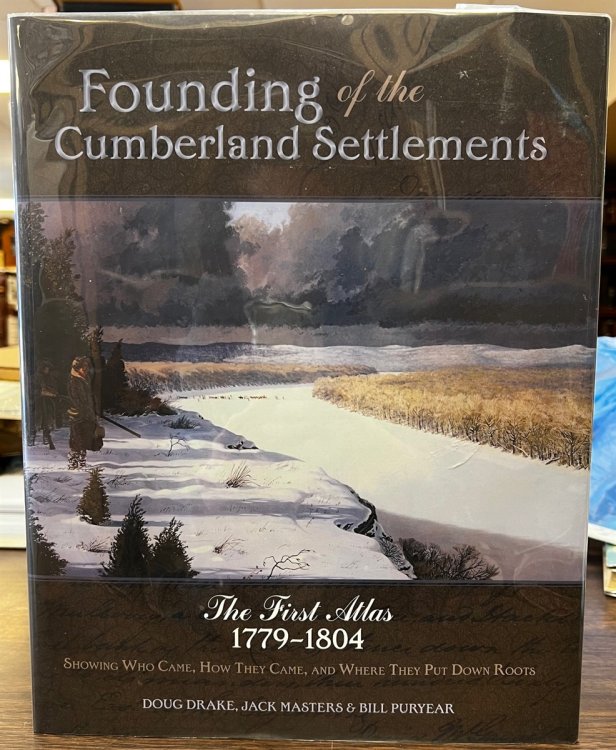 Founding of the
Cumberland Settlements
The First Atlas
1779–1804
Showing Who Came, How They Came, and Where They Put Down Roots
DOUG DRAKE, JACK MASTERS & BILL PURYEAR